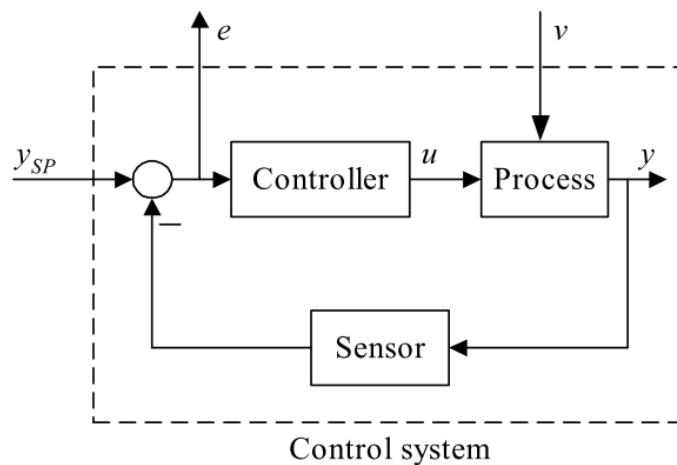 e
v
y_SP
Controller
u
Process
y
–
Sensor
Control system